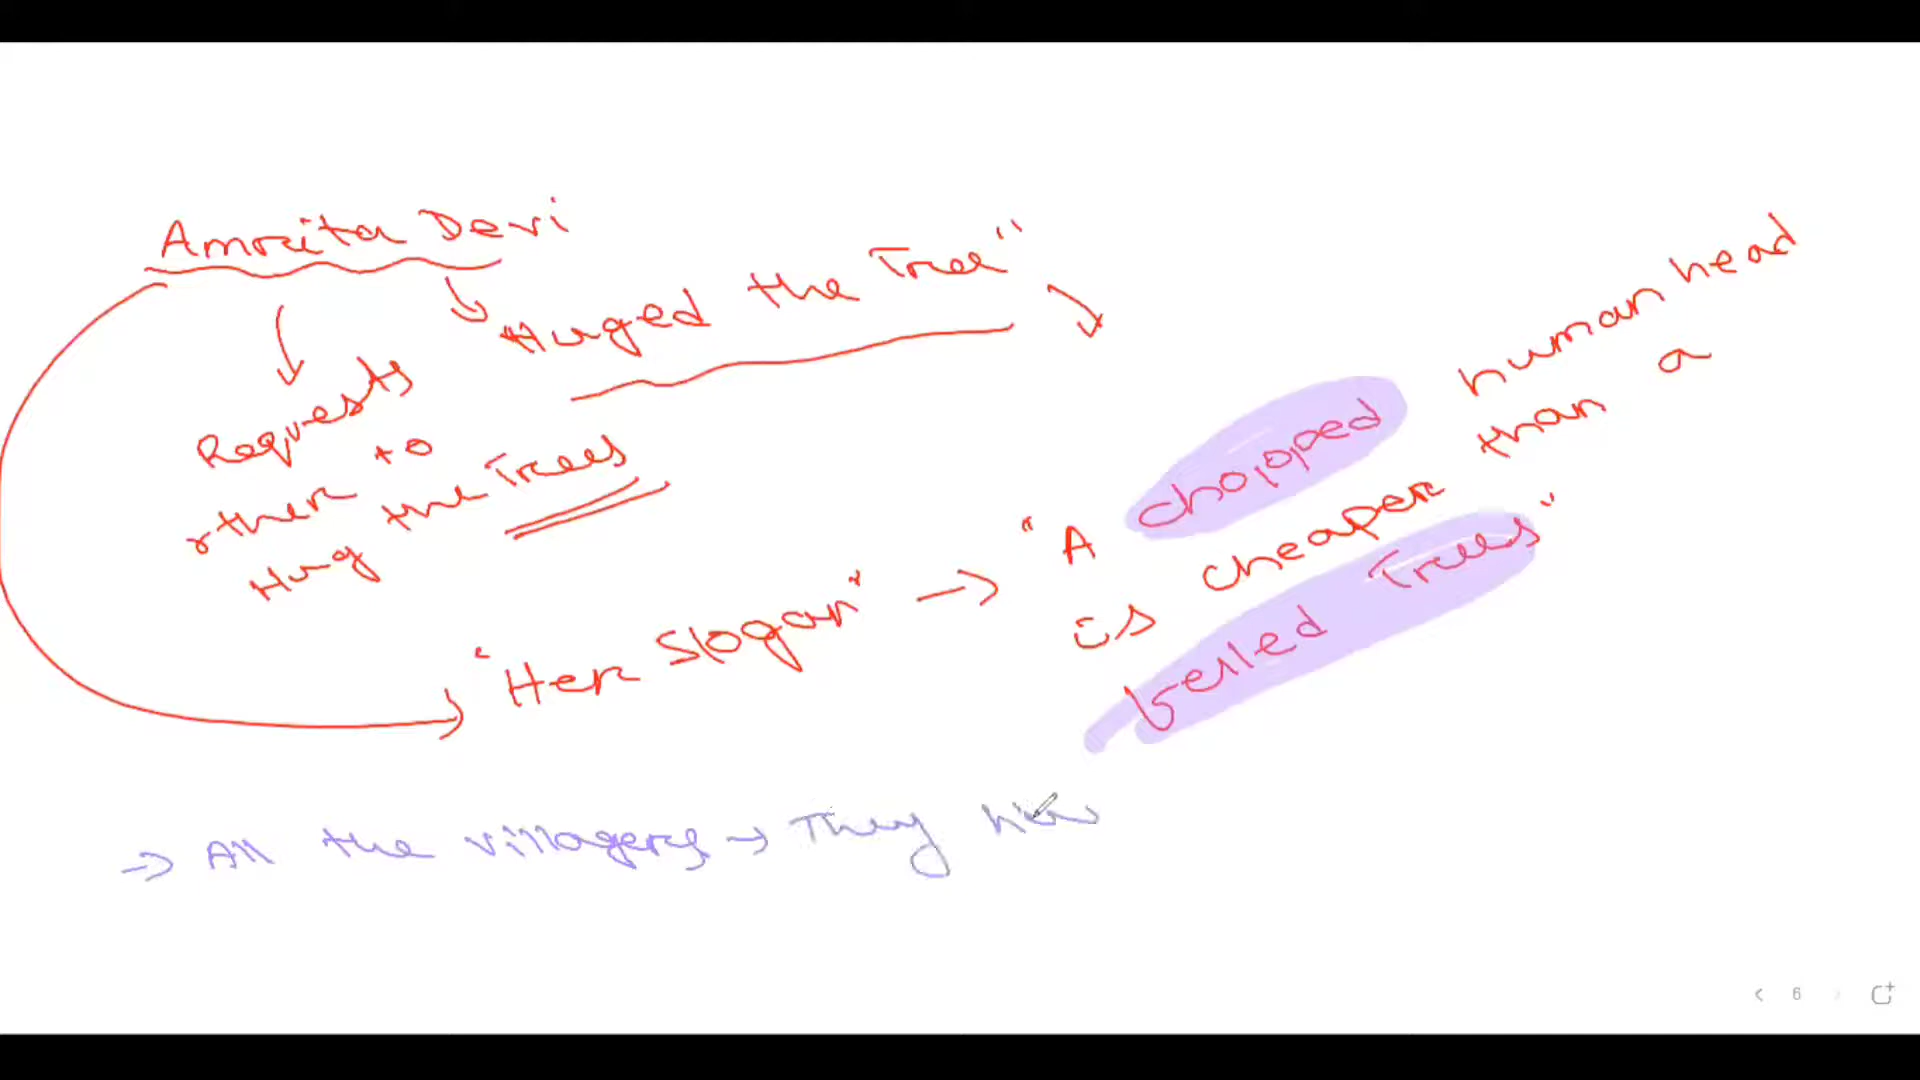 Amrita Devi
Huged the Tree"
Requests
other to
Hug the Trees
"Her Slogan" → "A chopped human head
is cheaper than a
Trees"
→ All the villagers → They
6